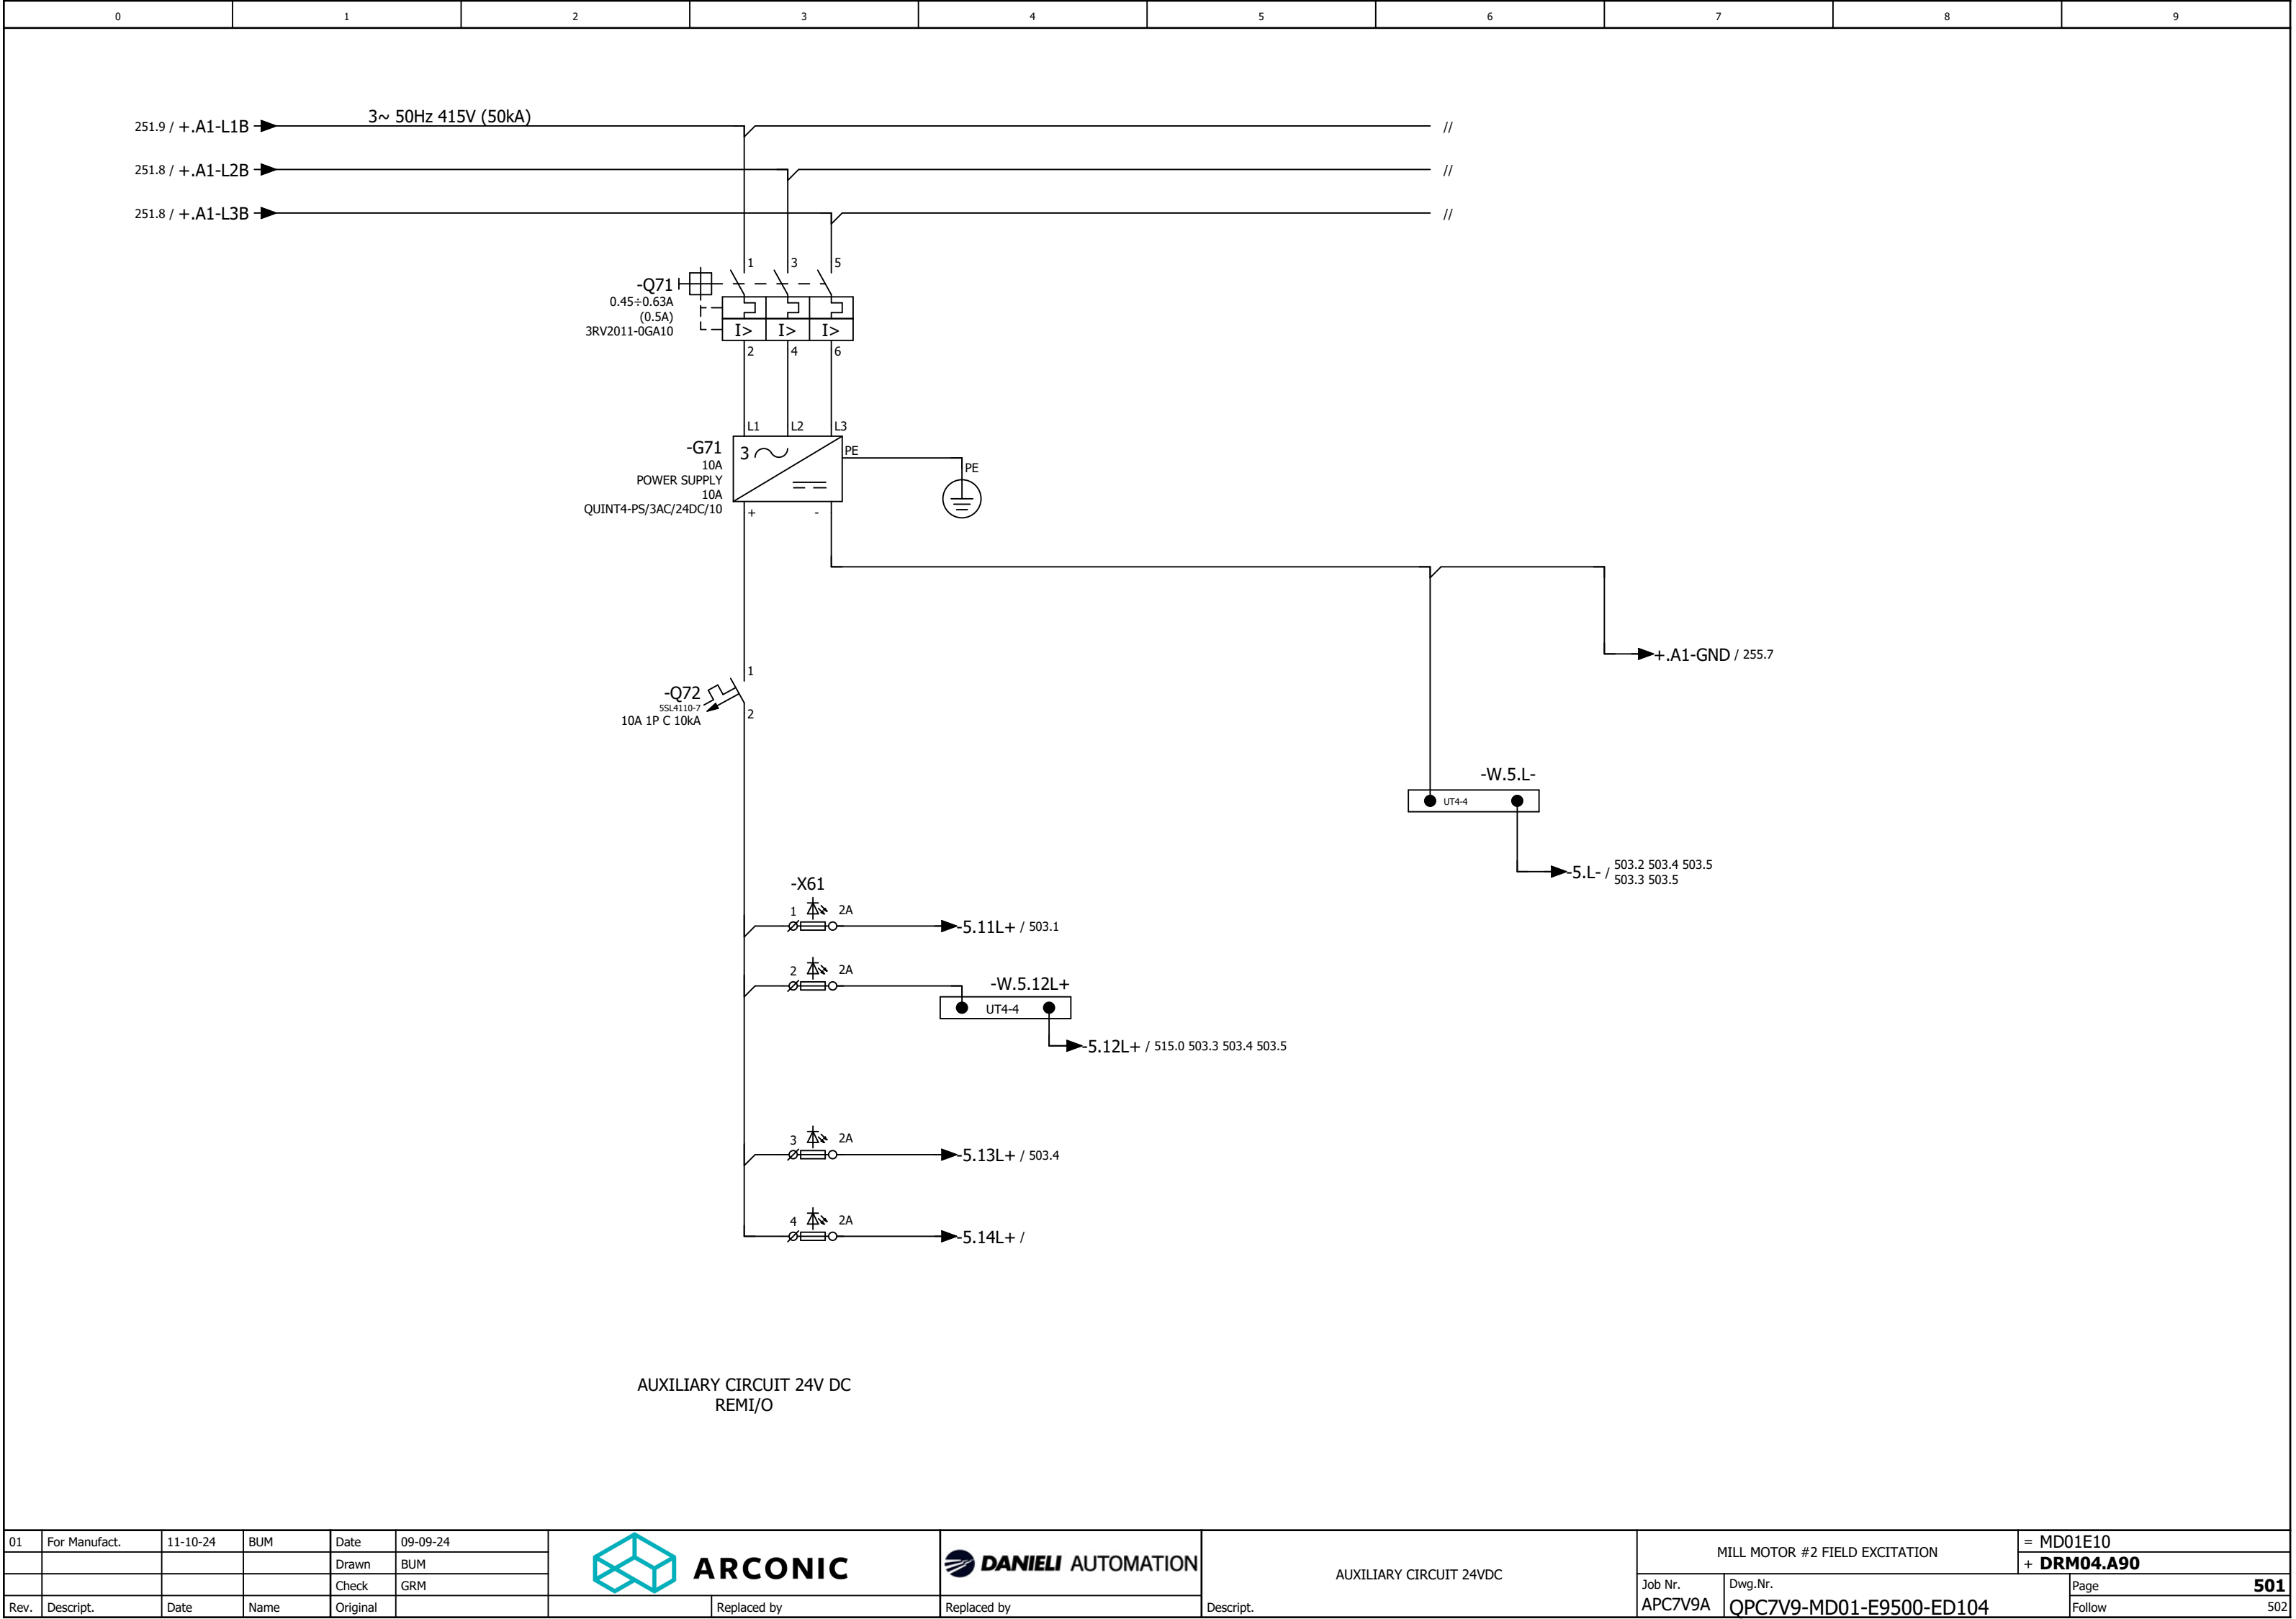 0 1 2 3 4 5 6 7 8 9
3~ 50Hz 415V (50kA)
251.9 / +.A1-L1B //
251.8 / +.A1-L2B //
251.8 / +.A1-L3B //
1 3 5
-Q71
0.45÷0.63A
(0.5A)
3RV2011-0GA10
I> I> I>
2 4 6
L1 L2 L3
-G71
10A
POWER SUPPLY
10A
QUINT4-PS/3AC/24DC/10
3
PE
PE
+ -
+.A1-GND / 255.7
1
-Q72
5SL4110-7
10A 1P C 10kA
2
-W.5.L-
UT4-4
-5.L- / 503.2 503.4 503.5
503.3 503.5
-X61
1 2A
-5.11L+ / 503.1
2 2A
-W.5.12L+
UT4-4
-5.12L+ / 515.0 503.3 503.4 503.5
3 2A
-5.13L+ / 503.4
4 2A
-5.14L+ /
AUXILIARY CIRCUIT 24V DC
REMI/O
01 For Manufact. 11-10-24 BUM Date 09-09-24
Drawn BUM
Check GRM
Rev. Descript. Date Name Original
ARCONIC
Replaced by
DANIELI AUTOMATION
Replaced by
AUXILIARY CIRCUIT 24VDC
Descript.
MILL MOTOR #2 FIELD EXCITATION
= MD01E10
+ DRM04.A90
Job Nr.
APC7V9A
Dwg.Nr.
QPC7V9-MD01-E9500-ED104
Page 501
Follow 502